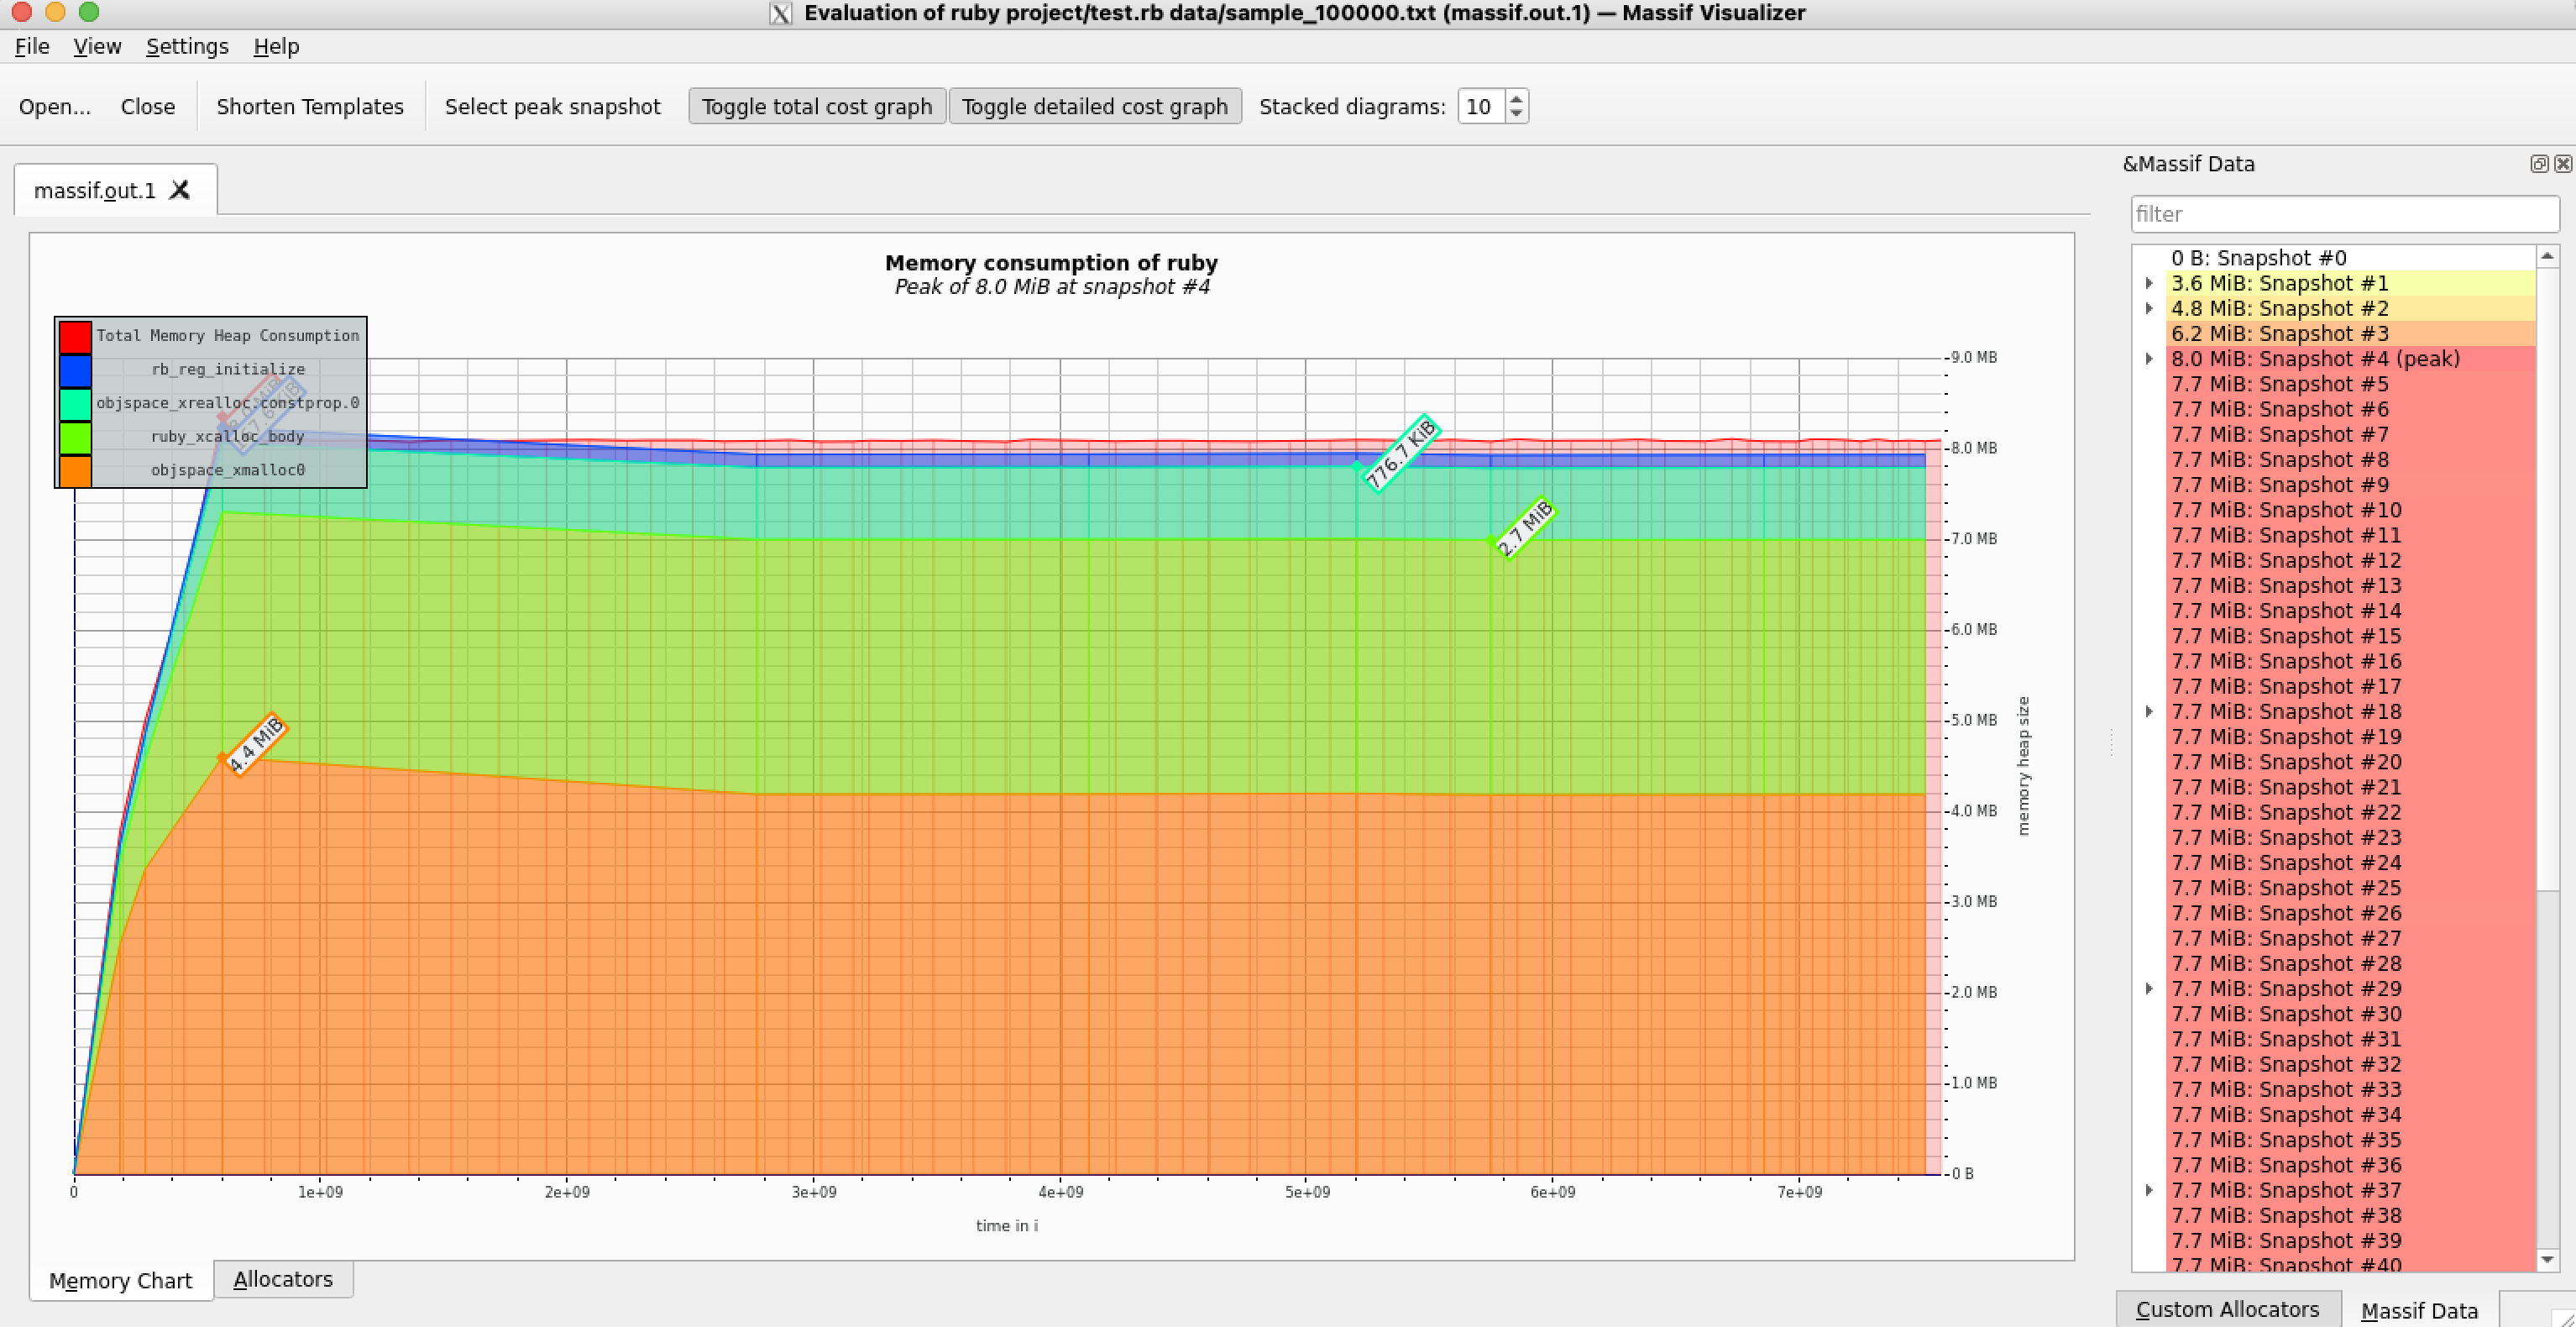 Evaluation of ruby project/test.rb data/sample_100000.txt (massif.out.1) — Massif Visualizer
File View Settings Help
Open... Close Shorten Templates Select peak snapshot Toggle total cost graph Toggle detailed cost graph Stacked diagrams: 10
massif.out.1
Memory consumption of ruby
Peak of 8.0 MiB at snapshot #4
Total Memory Heap Consumption
rb_reg_initialize
objspace_xrealloc.constprop.0
ruby_xcalloc_body
objspace_xmalloc0
776.7 KiB
2.7 MiB
4.4 MiB
9.0 MB
8.0 MB
7.0 MB
6.0 MB
5.0 MB
4.0 MB
3.0 MB
2.0 MB
1.0 MB
0 B
memory heap size
0 1e+09 2e+09 3e+09 4e+09 5e+09 6e+09 7e+09
time in i
Memory Chart Allocators
&Massif Data
filter
0 B: Snapshot #0
3.6 MiB: Snapshot #1
4.8 MiB: Snapshot #2
6.2 MiB: Snapshot #3
8.0 MiB: Snapshot #4 (peak)
7.7 MiB: Snapshot #5
7.7 MiB: Snapshot #6
7.7 MiB: Snapshot #7
7.7 MiB: Snapshot #8
7.7 MiB: Snapshot #9
7.7 MiB: Snapshot #10
7.7 MiB: Snapshot #11
7.7 MiB: Snapshot #12
7.7 MiB: Snapshot #13
7.7 MiB: Snapshot #14
7.7 MiB: Snapshot #15
7.7 MiB: Snapshot #16
7.7 MiB: Snapshot #17
7.7 MiB: Snapshot #18
7.7 MiB: Snapshot #19
7.7 MiB: Snapshot #20
7.7 MiB: Snapshot #21
7.7 MiB: Snapshot #22
7.7 MiB: Snapshot #23
7.7 MiB: Snapshot #24
7.7 MiB: Snapshot #25
7.7 MiB: Snapshot #26
7.7 MiB: Snapshot #27
7.7 MiB: Snapshot #28
7.7 MiB: Snapshot #29
7.7 MiB: Snapshot #30
7.7 MiB: Snapshot #31
7.7 MiB: Snapshot #32
7.7 MiB: Snapshot #33
7.7 MiB: Snapshot #34
7.7 MiB: Snapshot #35
7.7 MiB: Snapshot #36
7.7 MiB: Snapshot #37
7.7 MiB: Snapshot #38
7.7 MiB: Snapshot #39
7.7 MiB: Snapshot #40
Custom Allocators Massif Data